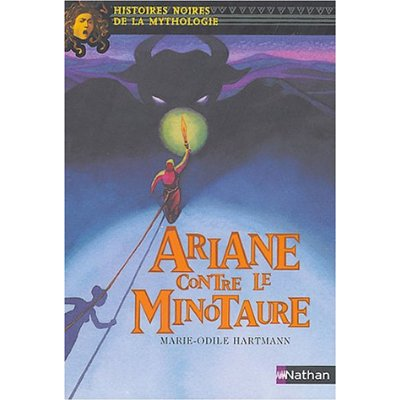 HISTOIRES NOIRES
DE LA MYTHOLOGIE
ARIANE
CONTRE LE
MINOTAURE
MARIE-ODILE HARTMANN
Nathan